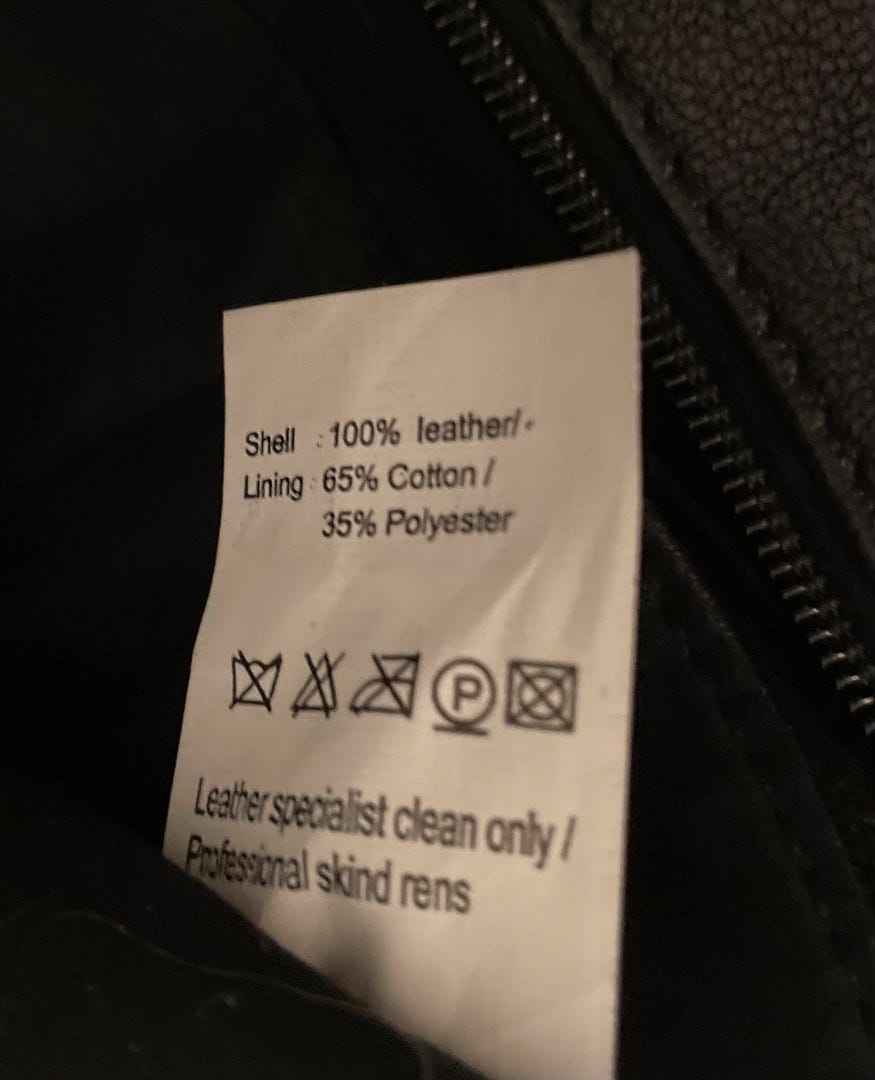 Shell : 100% leather/
Lining : 65% Cotton /
35% Polyester
P
Leather specialist clean only /
Professional skind rens